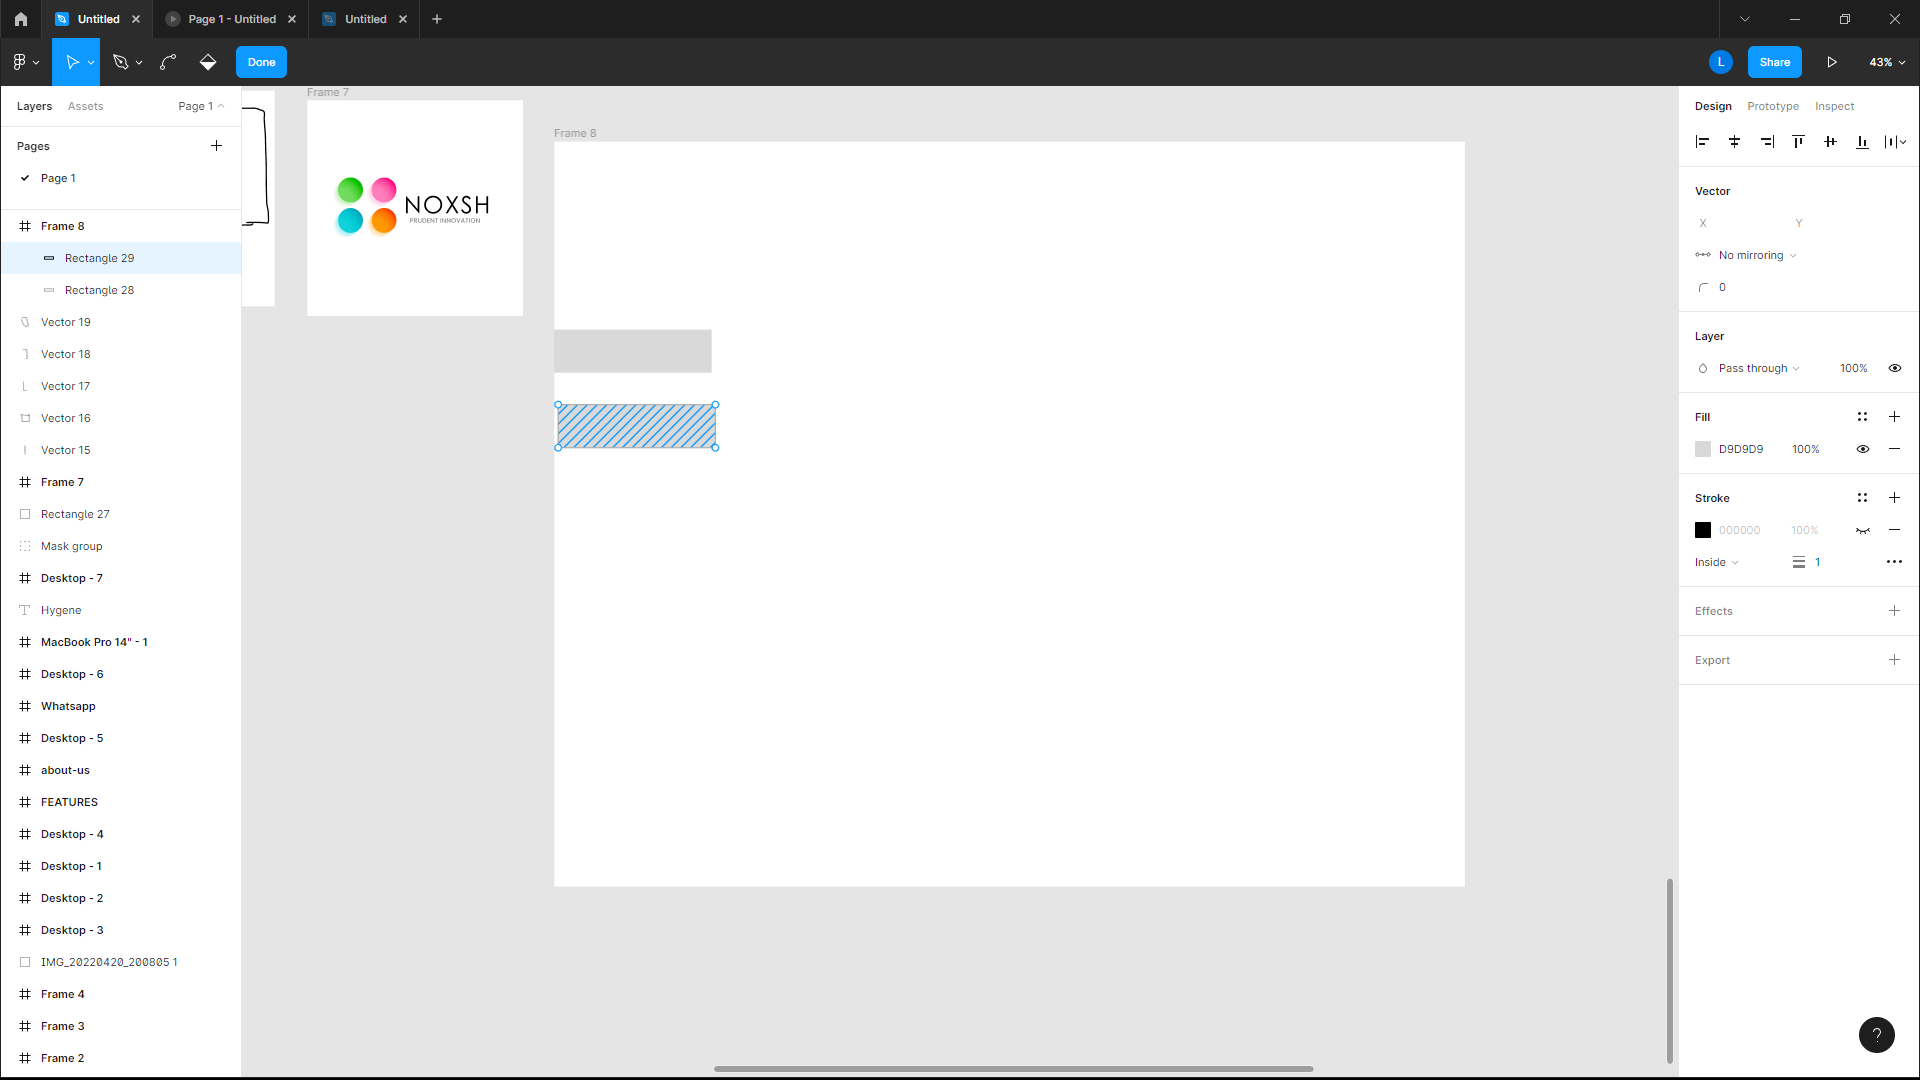 Untitled
Page 1 - Untitled
Untitled
Done
L
Share
43%
Layers
Assets
Page 1
Pages
Page 1
Frame 8
Rectangle 29
Rectangle 28
Vector 19
Vector 18
Vector 17
Vector 16
Vector 15
Frame 7
Rectangle 27
Mask group
Desktop - 7
Hygene
MacBook Pro 14" - 1
Desktop - 6
Whatsapp
Desktop - 5
about-us
FEATURES
Desktop - 4
Desktop - 1
Desktop - 2
Desktop - 3
IMG_20220420_200805 1
Frame 4
Frame 3
Frame 2
Frame 7
NOXSH
PRUDENT INNOVATION
Frame 8
Design
Prototype
Inspect
Vector
X
Y
No mirroring
0
Layer
Pass through
100%
Fill
D9D9D9
100%
Stroke
000000
100%
Inside
1
Effects
Export
?